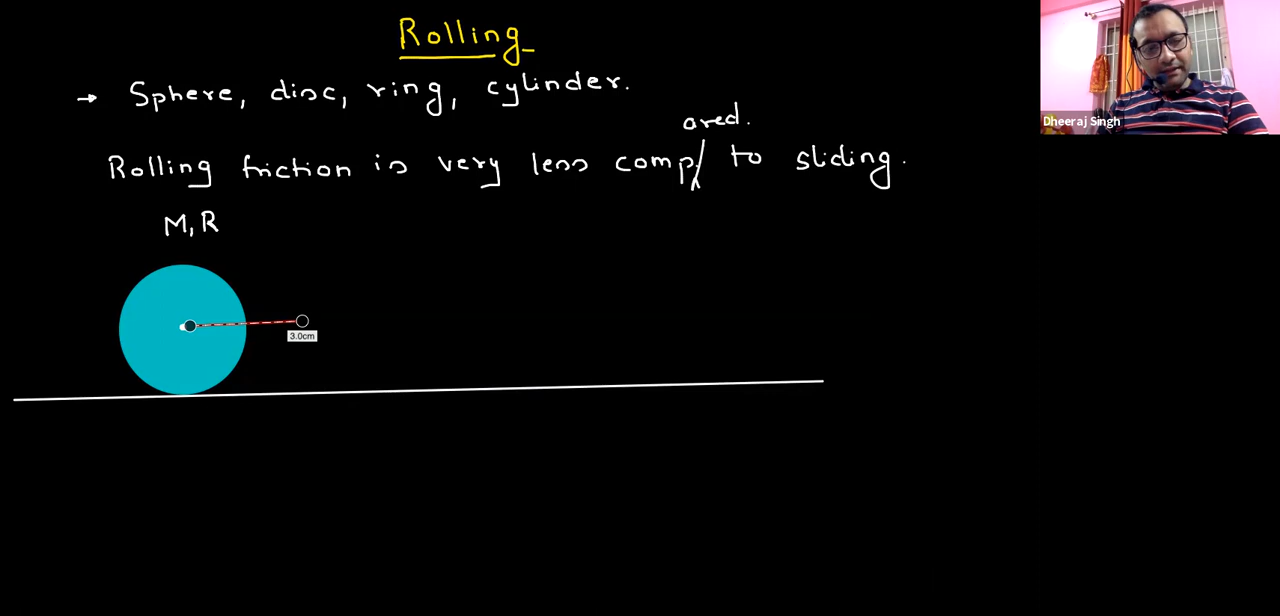 Rolling
→ Sphere, disc, ring, cylinder.
ared.
Rolling friction is very less comp/ to sliding.
M, R
3.0cm
Dheeraj Singh